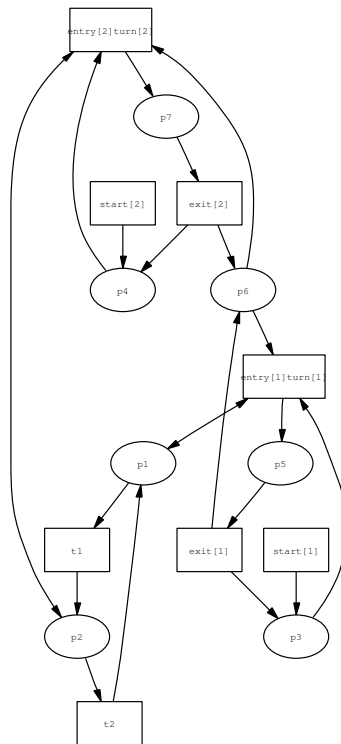 entry[2]turn[2]
p7
start[2]
exit[2]
p4
p6
entry[1]turn[1]
p1
p5
t1
exit[1]
start[1]
p2
p3
t2